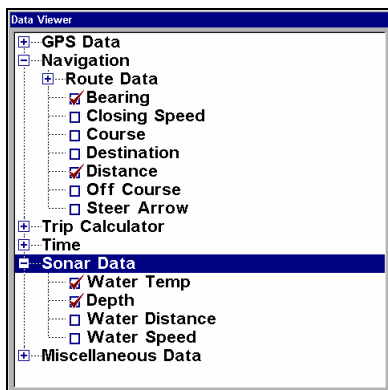 Data Viewer
GPS Data
Navigation
Route Data
Bearing
Closing Speed
Course
Destination
Distance
Off Course
Steer Arrow
Trip Calculator
Time
Sonar Data
Water Temp
Depth
Water Distance
Water Speed
Miscellaneous Data